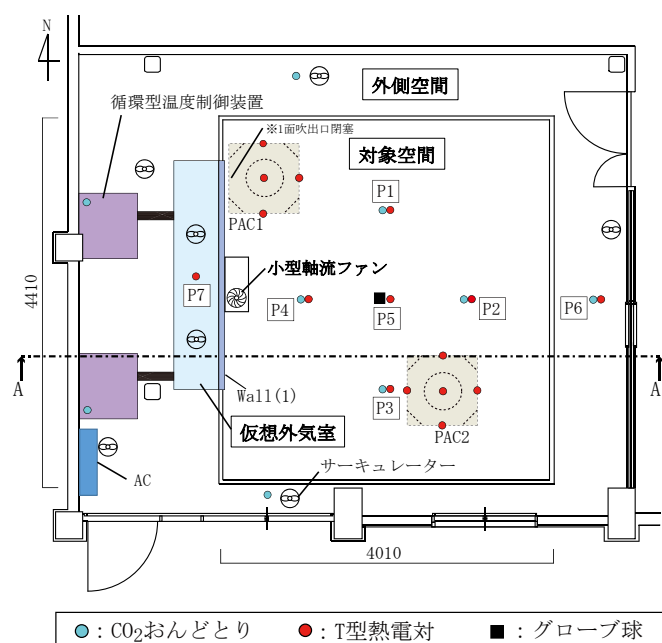 N
外側空間
循環型温度制御装置
※1面吹出口閉塞
対象空間
P1
PAC1
小型軸流ファン
P7
P4
P5
P2
P6
4410
A
A
Wall(1)
P3
仮想外気室
PAC2
サーキュレーター
AC
4010
：CO₂おんどとり
：T型熱電対
：グローブ球